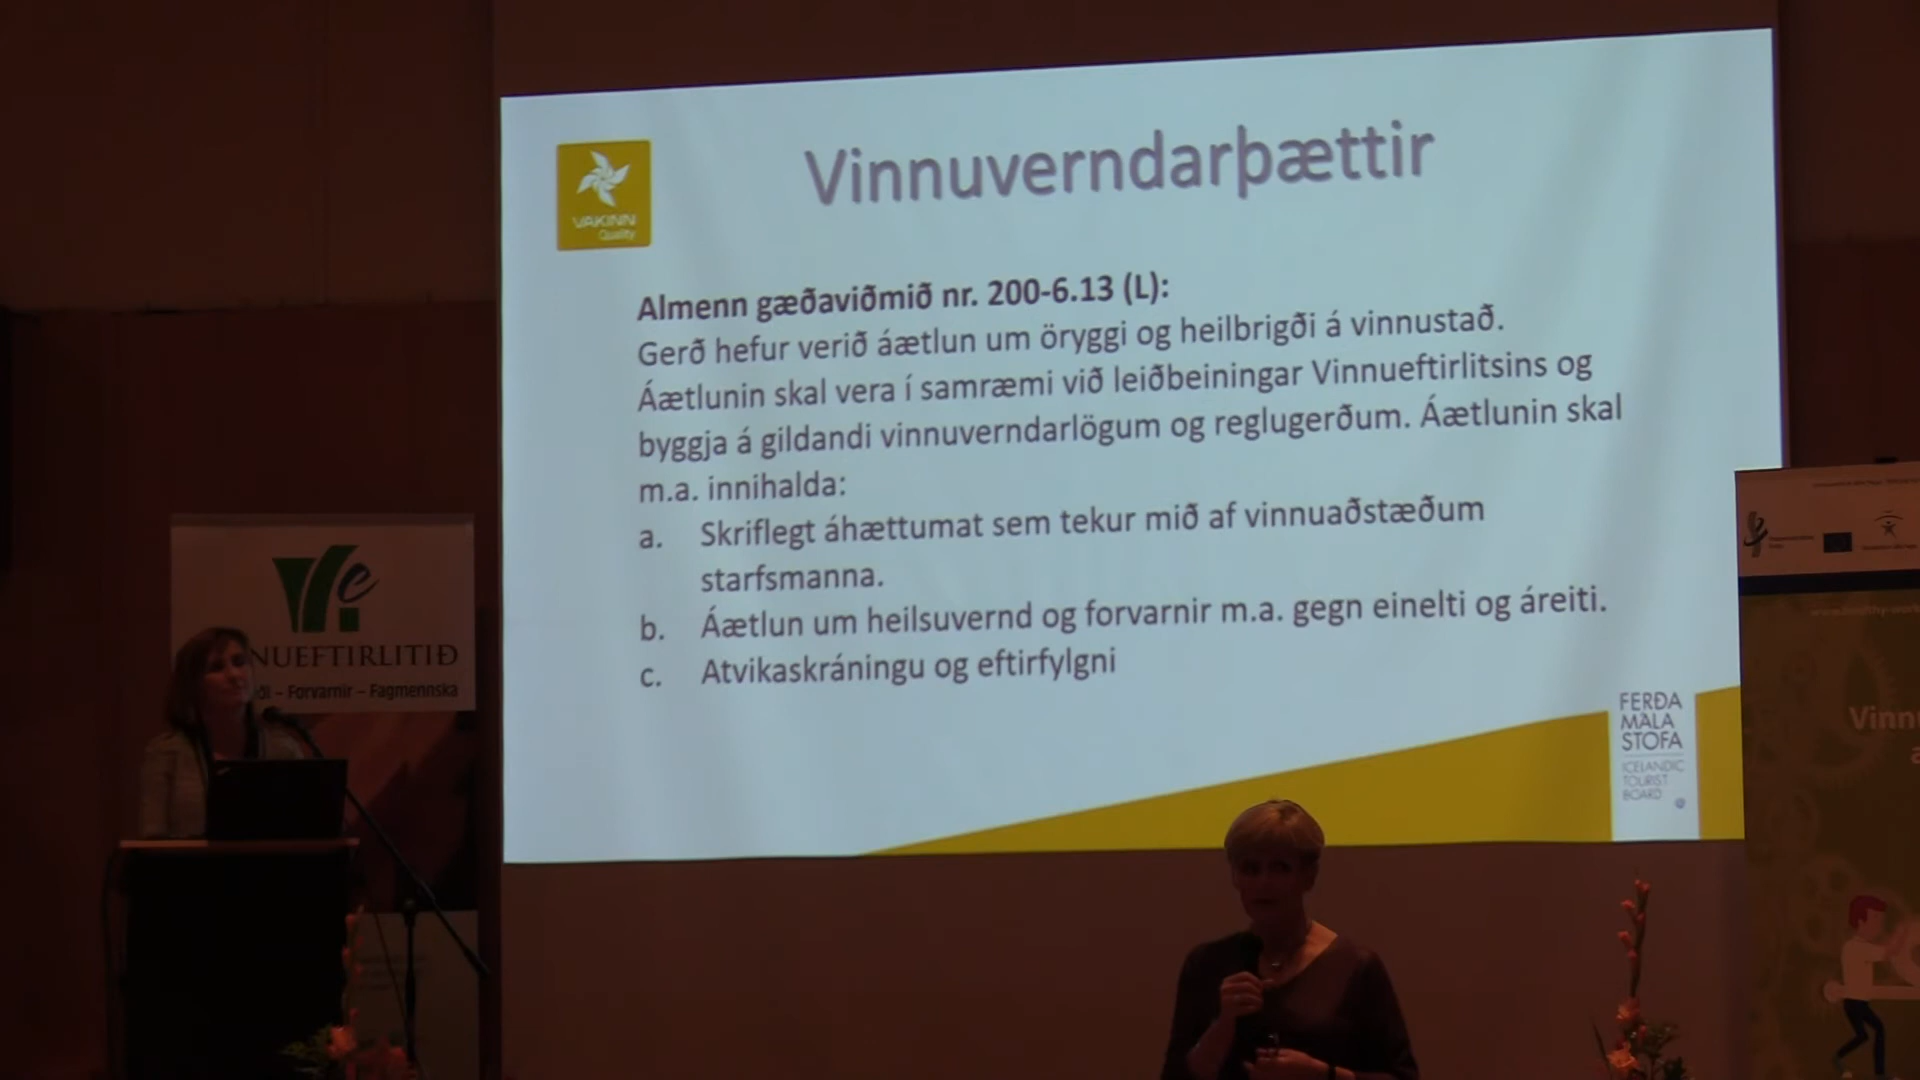 Vinnuverndarþættir
VAKINN
Quality
Almenn gæðaviðmið nr. 200-6.13 (L):
Gerð hefur verið áætlun um öryggi og heilbrigði á vinnustað.
Áætlunin skal vera í samræmi við leiðbeiningar Vinnueftirlitsins og
byggja á gildandi vinnuverndarlögum og reglugerðum. Áætlunin skal
m.a. innihalda:
a. Skriflegt áhættumat sem tekur mið af vinnuaðstæðum
starfsmanna.
b. Áætlun um heilsuvernd og forvarnir m.a. gegn einelti og áreiti.
c. Atvikaskráningu og eftirfylgni
FERÐA
MÁLA
STOFA
ICELANDIC
TOURIST
BOARD
NUEFTIRLITIÐ
– Forvarnir – Fagmennska
Vinn